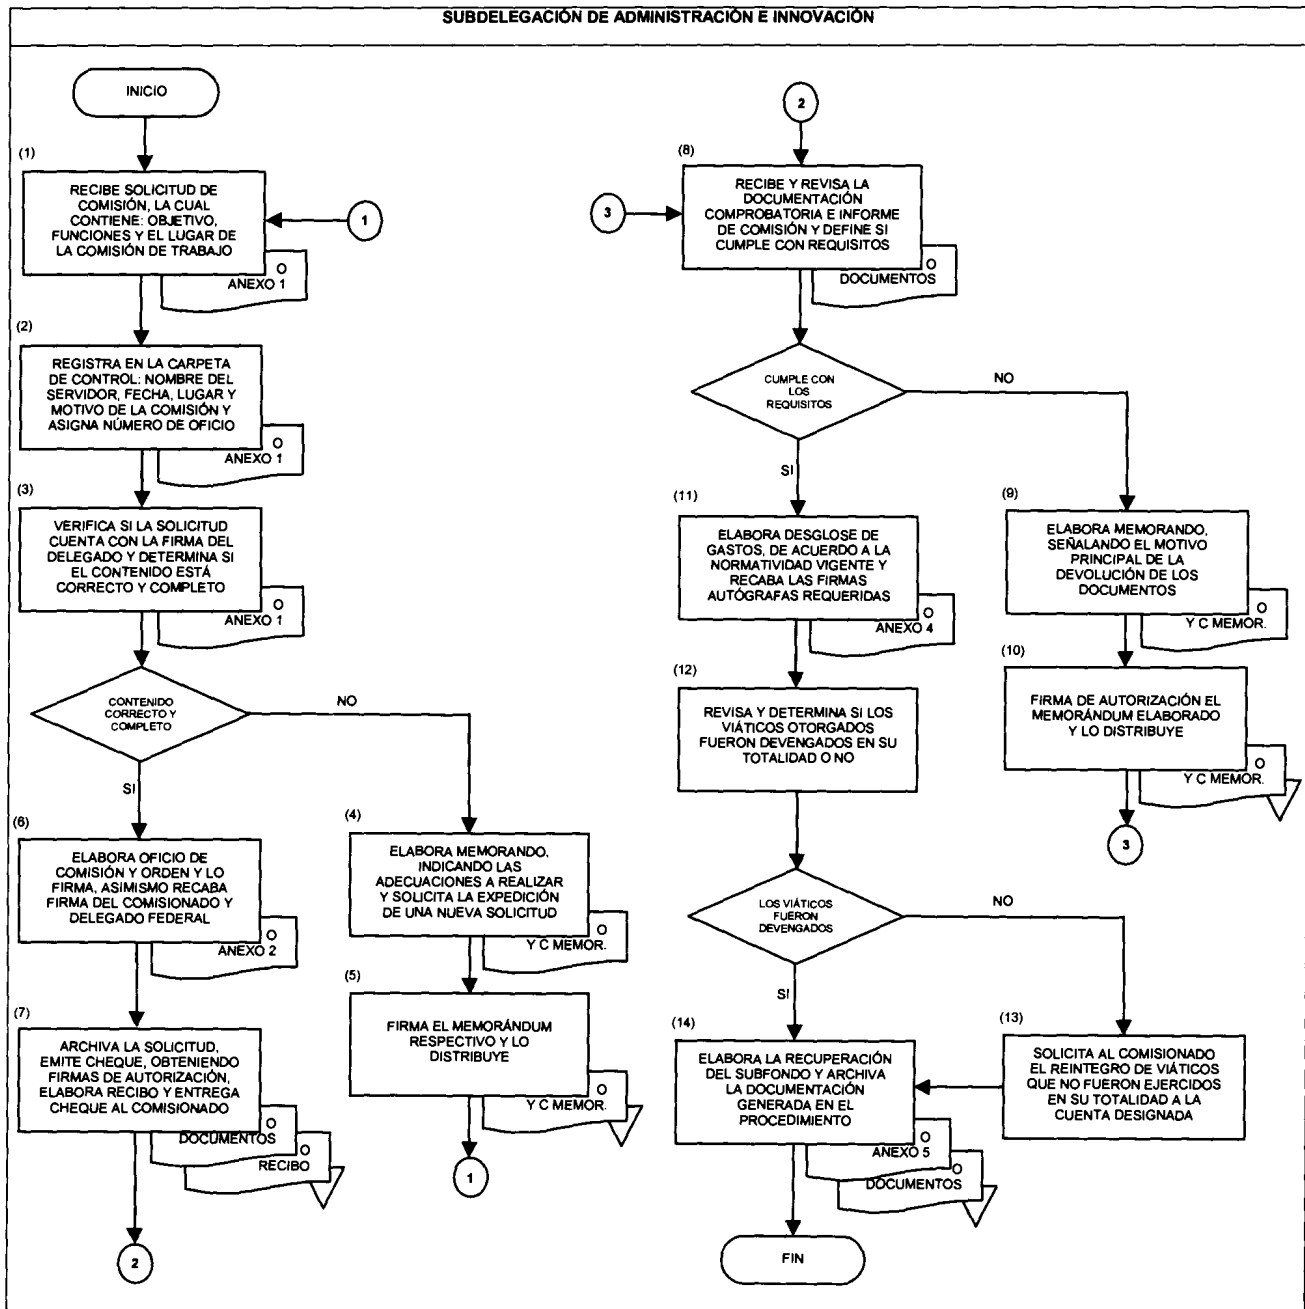 SUBDELEGACIÓN DE ADMINISTRACIÓN E INNOVACIÓN
INICIO
(1)
RECIBE SOLICITUD DE
COMISIÓN, LA CUAL
CONTIENE: OBJETIVO,
FUNCIONES Y EL LUGAR DE
LA COMISIÓN DE TRABAJO
1
O
ANEXO 1
(2)
REGISTRA EN LA CARPETA
DE CONTROL: NOMBRE DEL
SERVIDOR, FECHA, LUGAR Y
MOTIVO DE LA COMISIÓN Y
ASIGNA NÚMERO DE OFICIO
O
ANEXO 1
(3)
VERIFICA SI LA SOLICITUD
CUENTA CON LA FIRMA DEL
DELEGADO Y DETERMINA SI
EL CONTENIDO ESTÁ
CORRECTO Y COMPLETO
O
ANEXO 1
CONTENIDO
CORRECTO Y
COMPLETO
NO
SI
(6)
ELABORA OFICIO DE
COMISIÓN Y ORDEN Y LO
FIRMA, ASIMISMO RECABA
FIRMA DEL COMISIONADO Y
DELEGADO FEDERAL
O
ANEXO 2
(7)
ARCHIVA LA SOLICITUD,
EMITE CHEQUE, OBTENIENDO
FIRMAS DE AUTORIZACIÓN,
ELABORA RECIBO Y ENTREGA
CHEQUE AL COMISIONADO
O
DOCUMENTOS
O
RECIBO
2
(4)
ELABORA MEMORANDO,
INDICANDO LAS
ADECUACIONES A REALIZAR
Y SOLICITA LA EXPEDICIÓN
DE UNA NUEVA SOLICITUD
O
Y C MEMOR.
(5)
FIRMA EL MEMORÁNDUM
RESPECTIVO Y LO
DISTRIBUYE
O
Y C MEMOR.
1
2
(8)
3
RECIBE Y REVISA LA
DOCUMENTACIÓN
COMPROBATORIA E INFORME
DE COMISIÓN Y DEFINE SI
CUMPLE CON REQUISITOS
O
DOCUMENTOS
CUMPLE CON
LOS
REQUISITOS
NO
SI
(11)
ELABORA DESGLOSE DE
GASTOS, DE ACUERDO A LA
NORMATIVIDAD VIGENTE Y
RECABA LAS FIRMAS
AUTÓGRAFAS REQUERIDAS
O
ANEXO 4
(9)
ELABORA MEMORANDO,
SEÑALANDO EL MOTIVO
PRINCIPAL DE LA
DEVOLUCIÓN DE LOS
DOCUMENTOS
O
Y C MEMOR.
(10)
FIRMA DE AUTORIZACIÓN EL
MEMORÁNDUM ELABORADO
Y LO DISTRIBUYE
O
Y C MEMOR.
3
(12)
REVISA Y DETERMINA SI LOS
VIÁTICOS OTORGADOS
FUERON DEVENGADOS EN SU
TOTALIDAD O NO
LOS VIÁTICOS
FUERON
DEVENGADOS
NO
SI
(14)
ELABORA LA RECUPERACIÓN
DEL SUBFONDO Y ARCHIVA
LA DOCUMENTACIÓN
GENERADA EN EL
PROCEDIMIENTO
O
ANEXO 5
O
DOCUMENTOS
(13)
SOLICITA AL COMISIONADO
EL REINTEGRO DE VIÁTICOS
QUE NO FUERON EJERCIDOS
EN SU TOTALIDAD A LA
CUENTA DESIGNADA
FIN